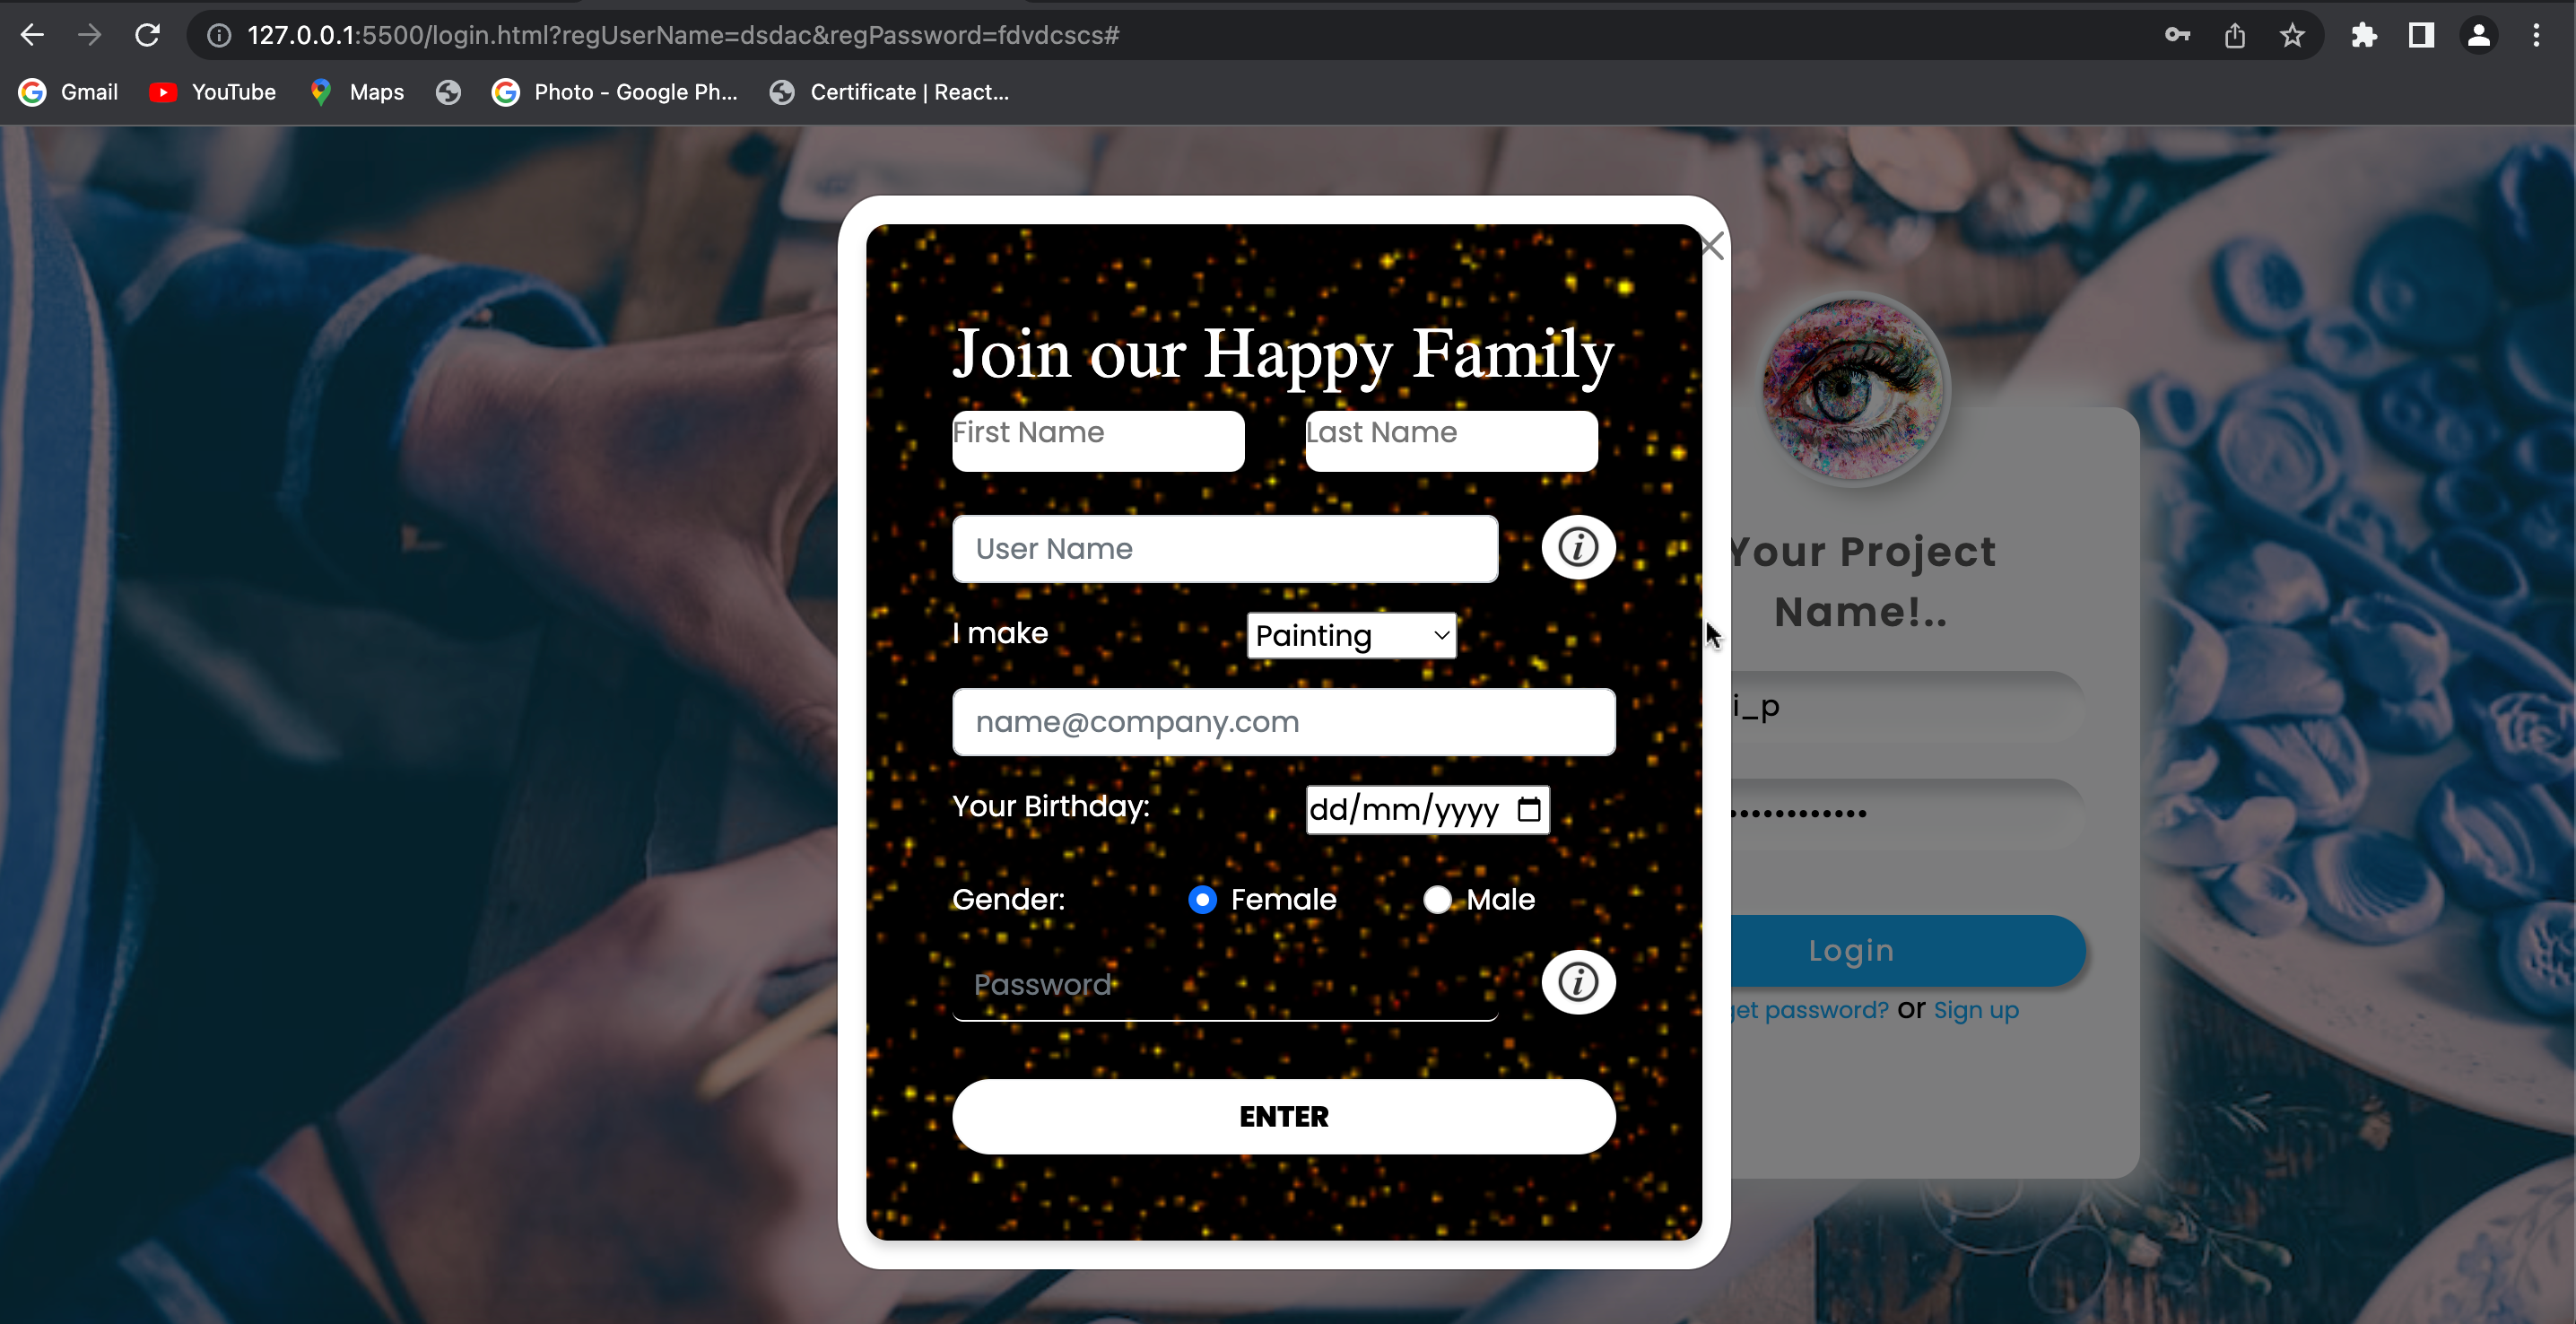 127.0.0.1:5500/login.html?regUserName=dsdac&regPassword=fdvdcscs#
Gmail YouTube Maps Photo - Google Ph... Certificate | React...
Join our Happy Family
First Name Last Name
User Name
I make Painting
name@company.com
Your Birthday: dd/mm/yyyy
Gender: Female Male
Password
ENTER
Your Project
Name!..
i_p
Login
get password? or Sign up